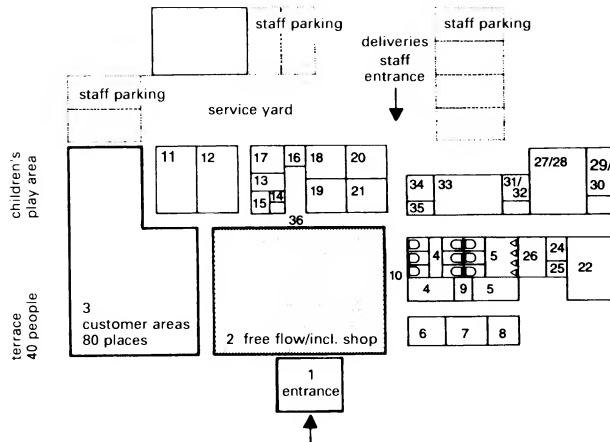 staff parking
staff parking
deliveries
staff
entrance
staff parking
service yard
children's
play area
11
12
17
16
18
20
13
14
15
19
21
36
34
33
35
31/
32
27/28
29/
30
10
4
5
26
24
25
22
4
9
5
3
customer areas
80 places
terrace
40 people
2 free flow/incl. shop
6
7
8
1
entrance